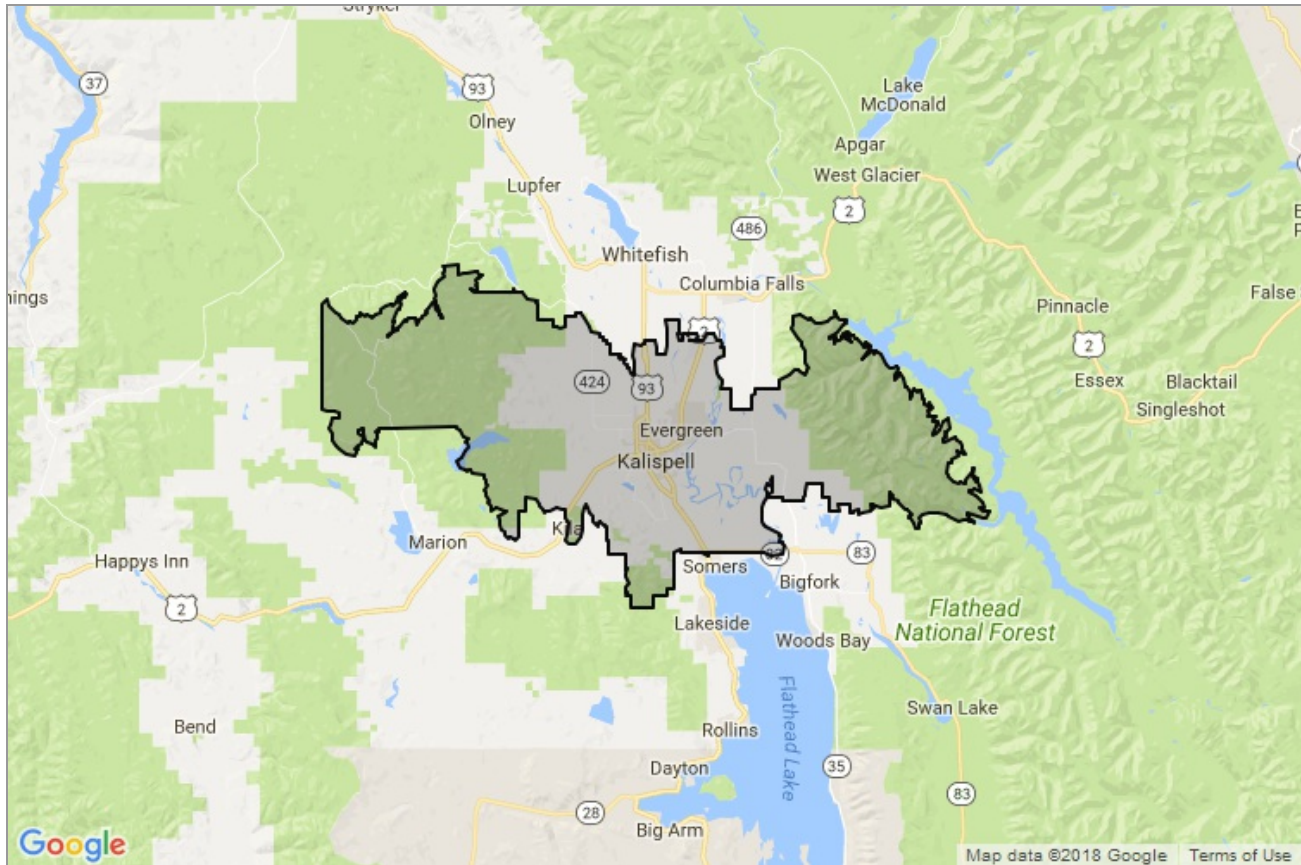 Stryker
37
93
Olney
Lake
McDonald
Apgar
West Glacier
Lupfer
2
486
Whitefish
Columbia Falls
nings
Pinnacle
False
2
2
Essex
Blacktail
Singleshot
424
93
Evergreen
Kalispell
Marion
Happys Inn
2
Somers
82
83
Bigfork
Flathead
National Forest
Lakeside
Woods Bay
Flathead Lake
Swan Lake
Bend
Rollins
Dayton
35
83
28
Big Arm
Google
Map data ©2018 Google
Terms of Use